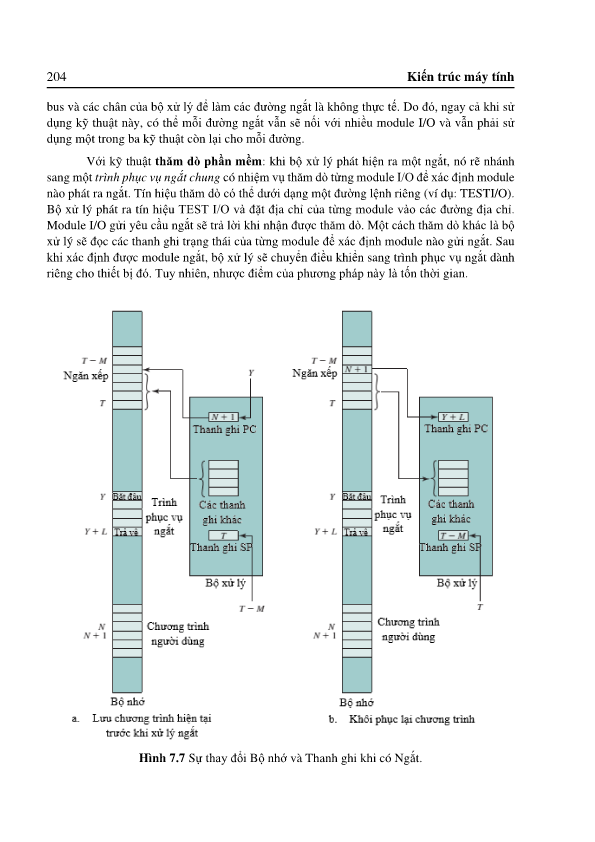 204 Kiến trúc máy tính
bus và các chân của bộ xử lý để làm các đường ngắt là không thực tế. Do đó, ngay cả khi sử
dụng kỹ thuật này, có thể mỗi đường ngắt vẫn sẽ nối với nhiều module I/O và vẫn phải sử
dụng một trong ba kỹ thuật còn lại cho mỗi đường.
Với kỹ thuật thăm dò phần mềm: khi bộ xử lý phát hiện ra một ngắt, nó rẽ nhánh
sang một trình phục vụ ngắt chung có nhiệm vụ thăm dò từng module I/O để xác định module
nào phát ra ngắt. Tín hiệu thăm dò có thể dưới dạng một đường lệnh riêng (ví dụ: TESTI/O).
Bộ xử lý phát ra tín hiệu TEST I/O và đặt địa chỉ của từng module vào các đường địa chỉ.
Module I/O gửi yêu cầu ngắt sẽ trả lời khi nhận được thăm dò. Một cách thăm dò khác là bộ
xử lý sẽ đọc các thanh ghi trạng thái của từng module để xác định module nào gửi ngắt. Sau
khi xác định được module ngắt, bộ xử lý sẽ chuyển điều khiển sang trình phục vụ ngắt dành
riêng cho thiết bị đó. Tuy nhiên, nhược điểm của phương pháp này là tốn thời gian.
T − M
Ngăn xếp
T
Y
N + 1
Thanh ghi PC
Các thanh
ghi khác
T
Thanh ghi SP
Bộ xử lý
T − M
Y
Bắt đầu
Y + L
Trả về
Trình
phục vụ
ngắt
N
N + 1
Chương trình
người dùng
Bộ nhớ
a. Lưu chương trình hiện tại
trước khi xử lý ngắt
T − M
Ngăn xếp
N + 1
T
Y + L
Thanh ghi PC
Các thanh
ghi khác
T − M
Thanh ghi SP
Bộ xử lý
T
Y
Bắt đầu
Y + L
Trả về
Trình
phục vụ
ngắt
N
N + 1
Chương trình
người dùng
Bộ nhớ
b. Khôi phục lại chương trình
Hình 7.7 Sự thay đổi Bộ nhớ và Thanh ghi khi có Ngắt.